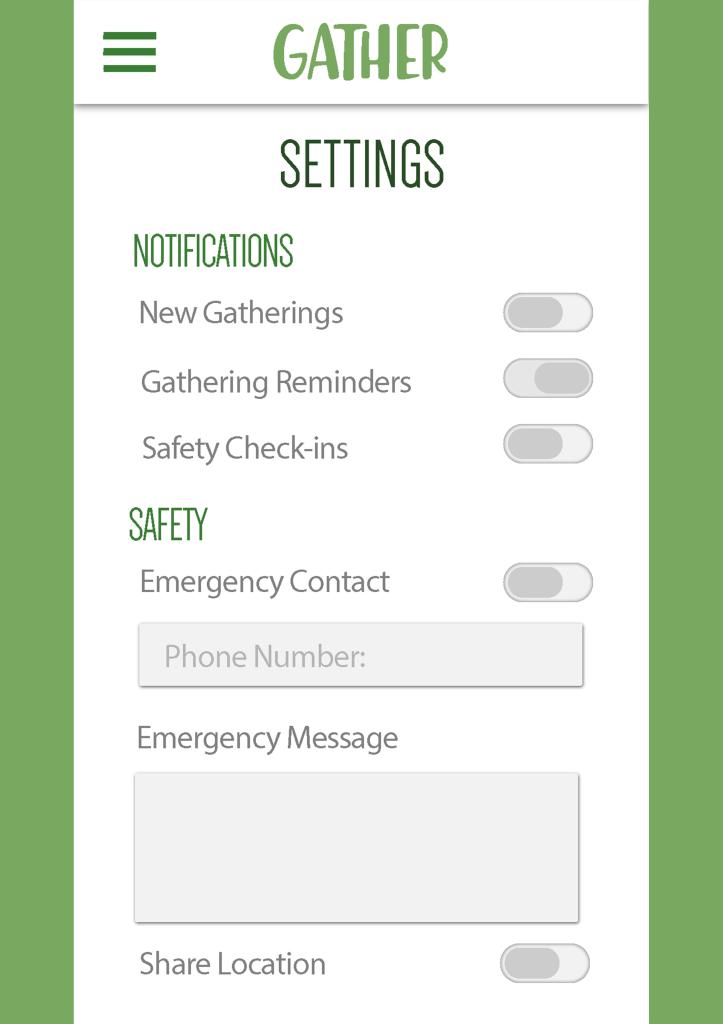 GATHER
SETTINGS
NOTIFICATIONS
New Gatherings
Gathering Reminders
Safety Check-ins
SAFETY
Emergency Contact
Phone Number:
Emergency Message
Share Location